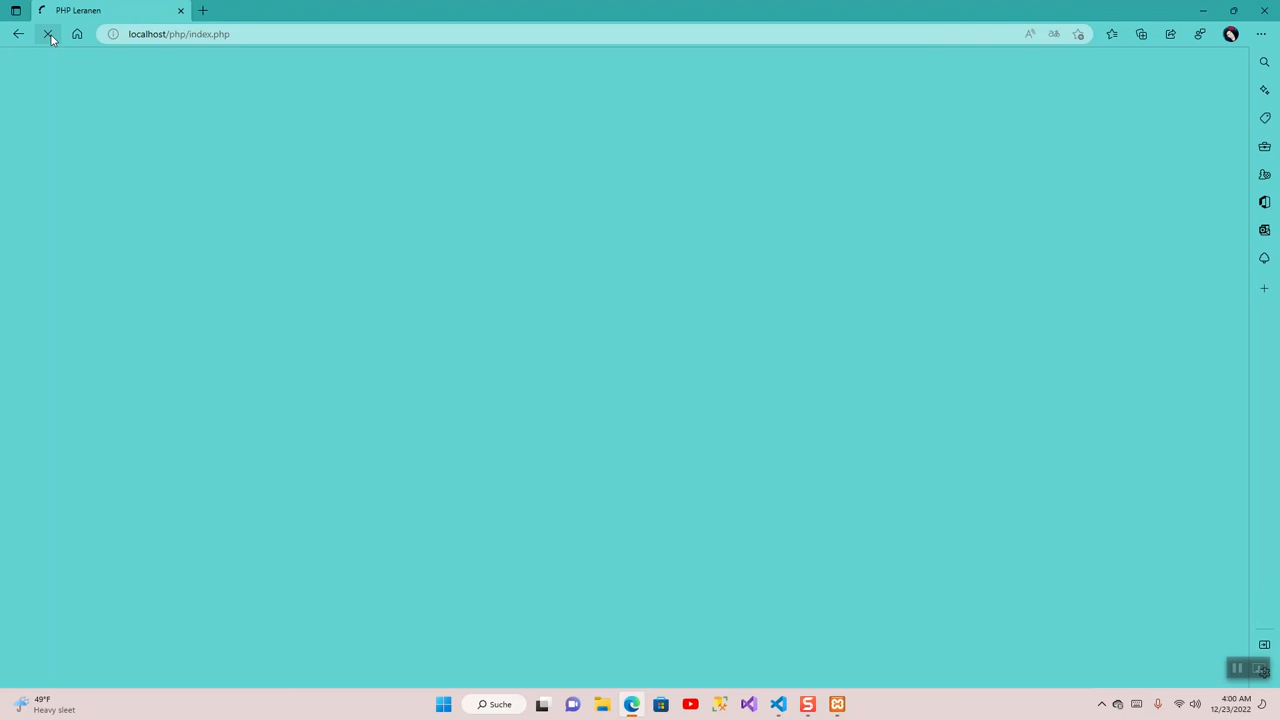 PHP Leranen
localhost/php/index.php
49°F
Heavy sleet
Suche
4:00 AM
12/23/2022